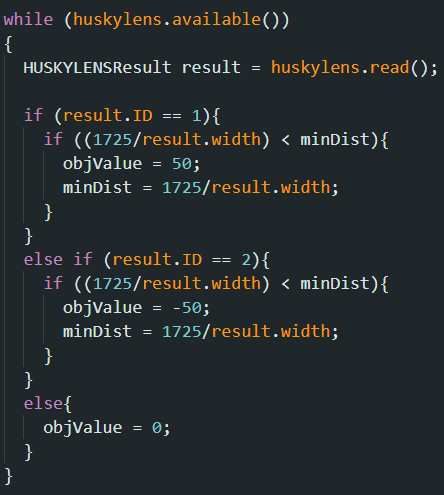 while (huskylens.available())
{
  HUSKYLENSResult result = huskylens.read();

  if (result.ID == 1){
    if ((1725/result.width) < minDist){
      objValue = 50;
      minDist = 1725/result.width;
    }
  }
  else if (result.ID == 2){
    if ((1725/result.width) < minDist){
      objValue = -50;
      minDist = 1725/result.width;
    }
  }
  else{
    objValue = 0;
  }
}